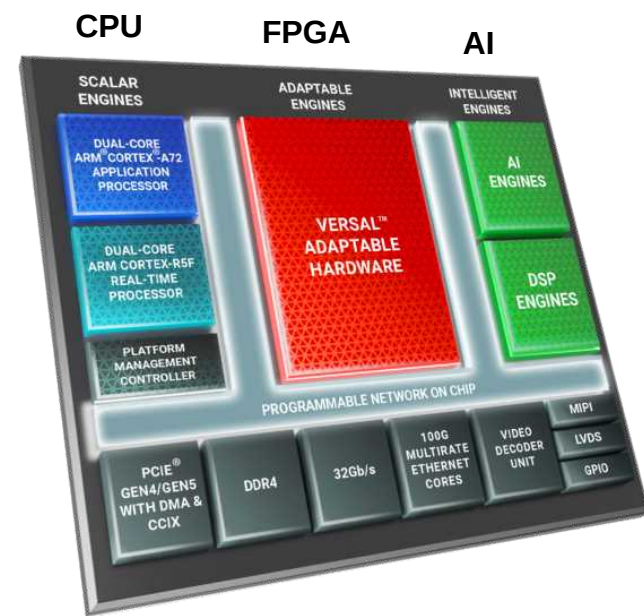 CPU
FPGA
AI
SCALAR
ENGINES
ADAPTABLE
ENGINES
INTELLIGENT
ENGINES
DUAL-CORE
ARM® CORTEX®-A72
APPLICATION
PROCESSOR
DUAL-CORE
ARM CORTEX-R5F
REAL-TIME
PROCESSOR
PLATFORM
MANAGEMENT
CONTROLLER
VERSAL™
ADAPTABLE
HARDWARE
AI
ENGINES
DSP
ENGINES
PROGRAMMABLE NETWORK ON CHIP
PCIE®
GEN4/GEN5
WITH DMA &
CCIX
DDR4
32Gb/s
100G
MULTIRATE
ETHERNET
CORES
VIDEO
DECODER
UNIT
MIPI
LVDS
GPIO